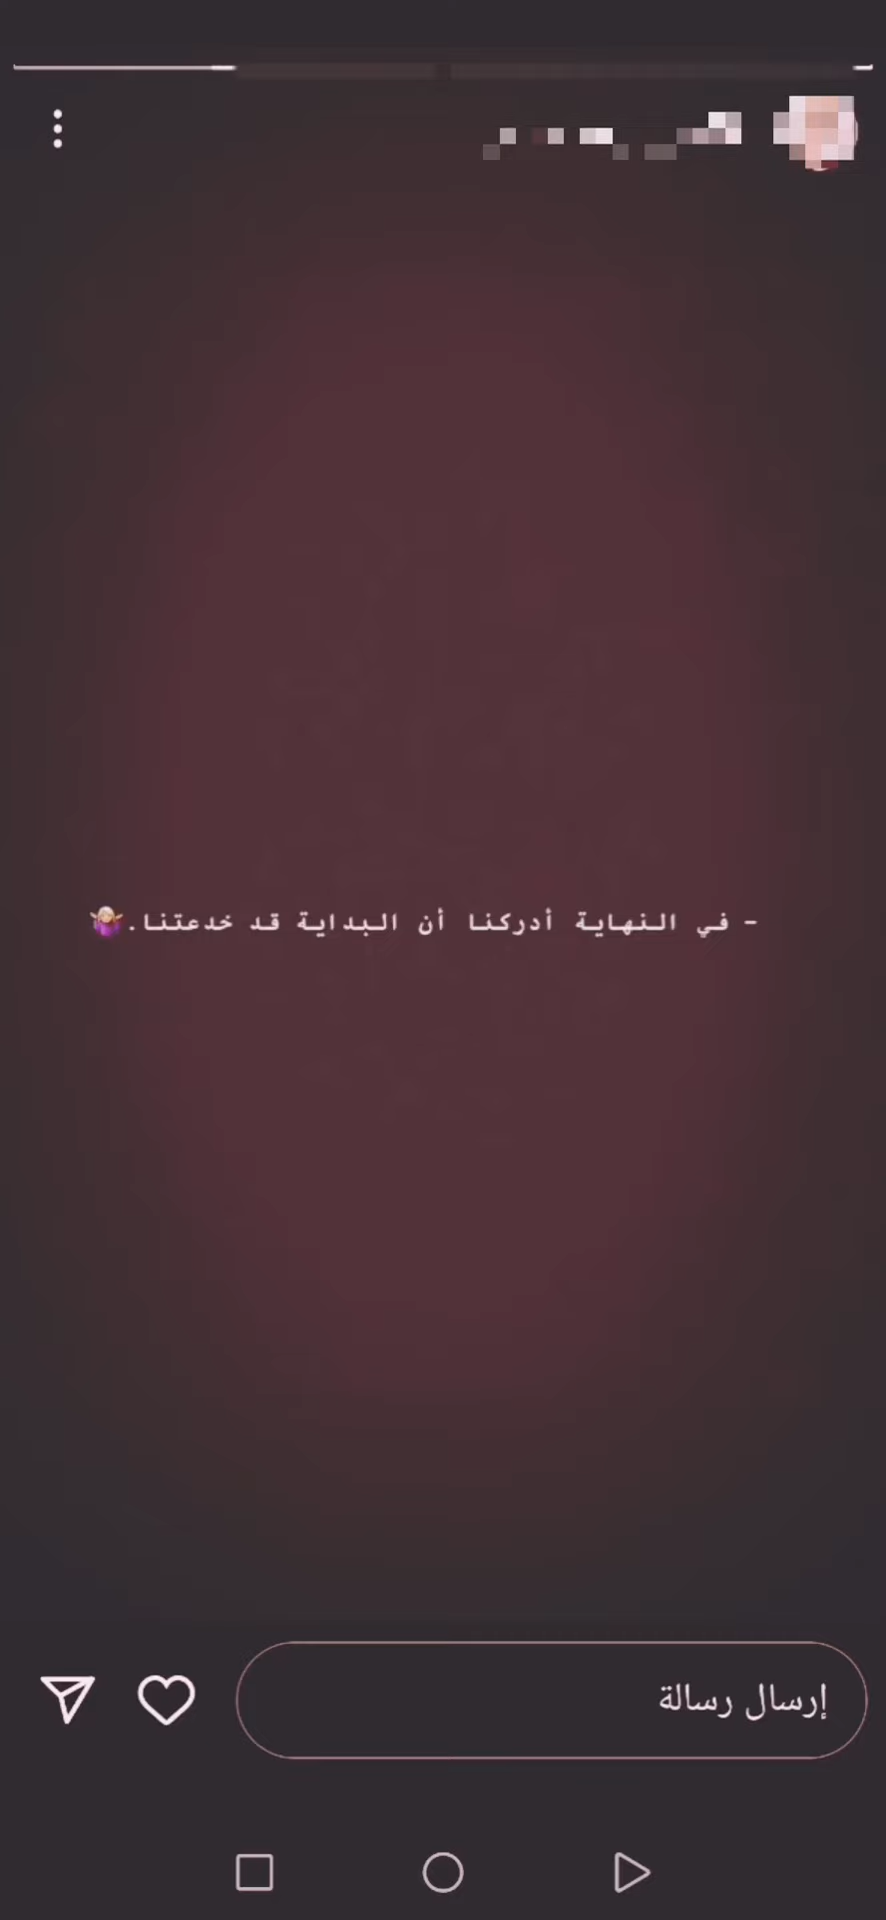 - في النهاية أدركنا أن البداية قد خدعتنا.🤷🏼‍♀️
إرسال رسالة